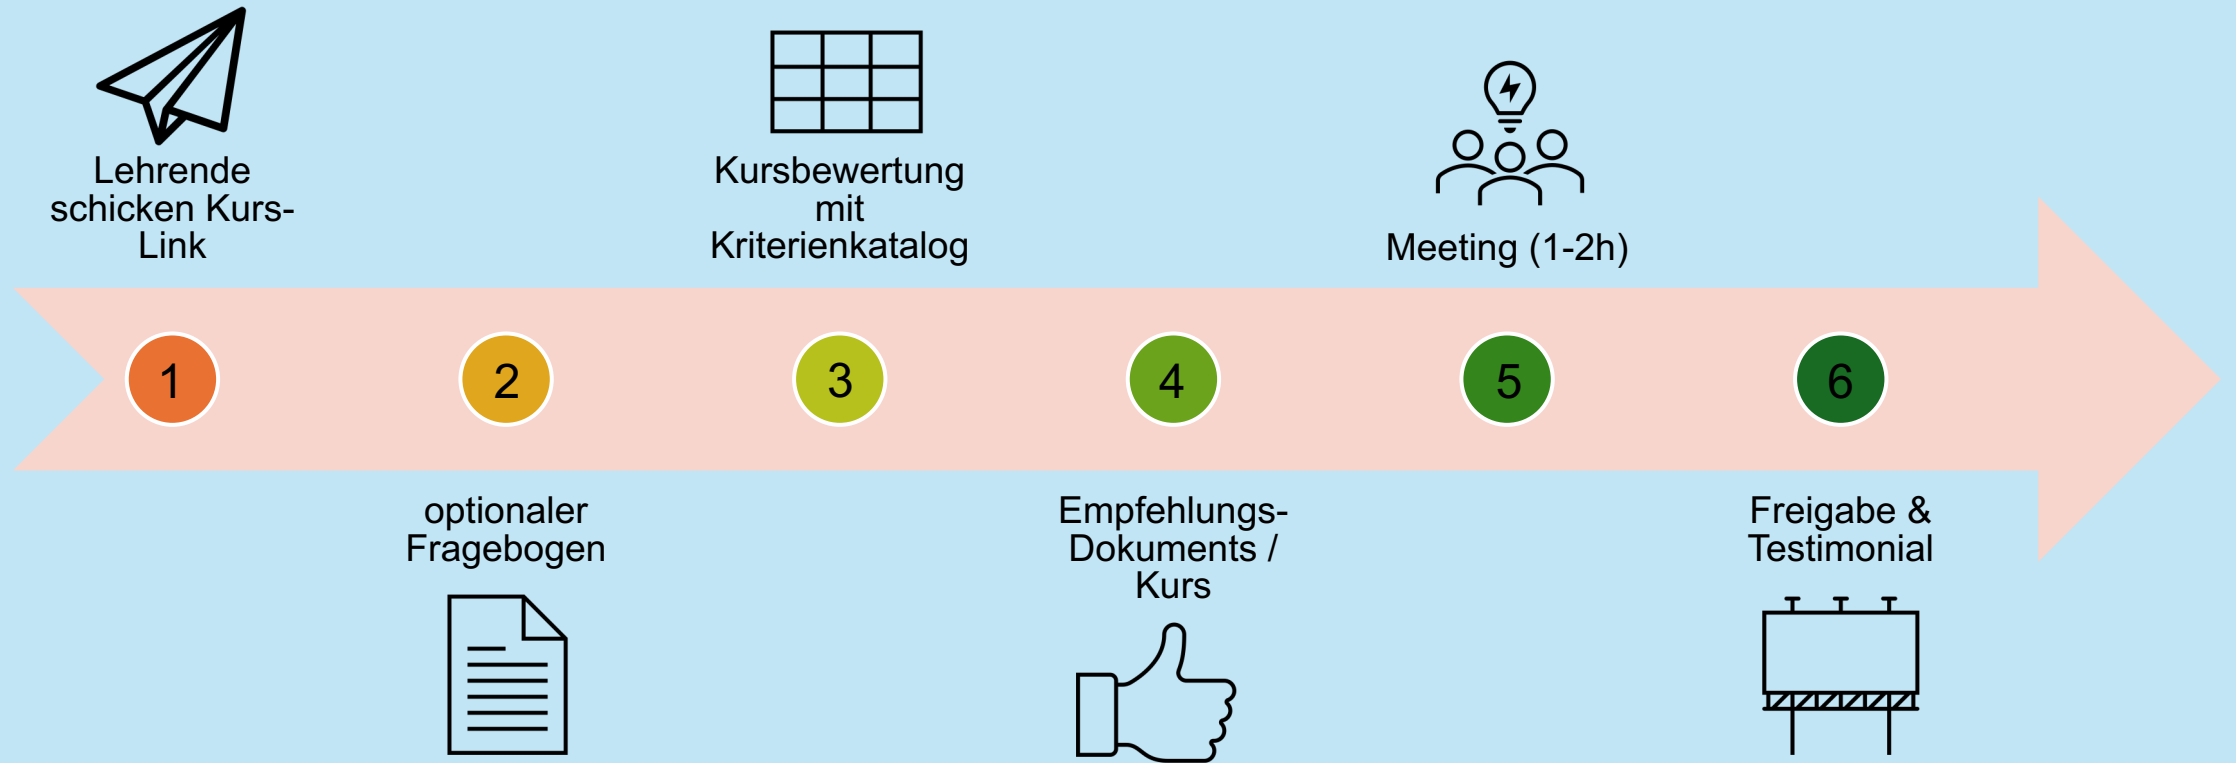 Lehrende
schicken Kurs-
Link
Kursbewertung
mit
Kriterienkatalog
Meeting (1-2h)
1
2
3
4
5
6
optionaler
Fragebogen
Empfehlungs-
Dokuments /
Kurs
Freigabe &
Testimonial